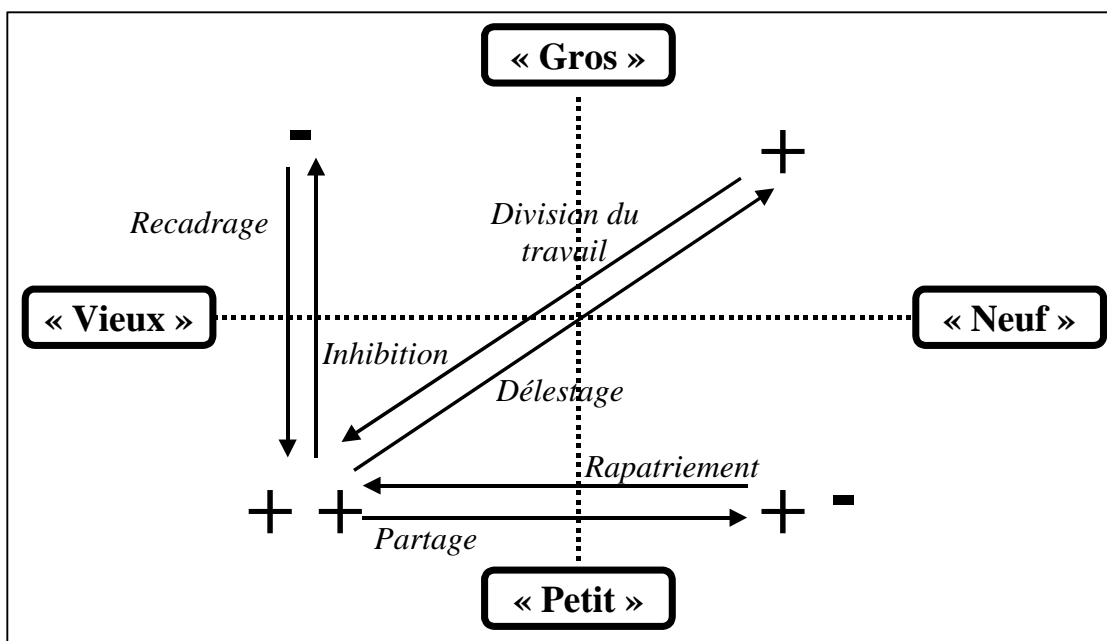 « Gros »
-
+
Recadrage
Division du
travail
« Vieux »
« Neuf »
Inhibition
Délestage
Rapatriement
+ +
+ -
Partage
« Petit »